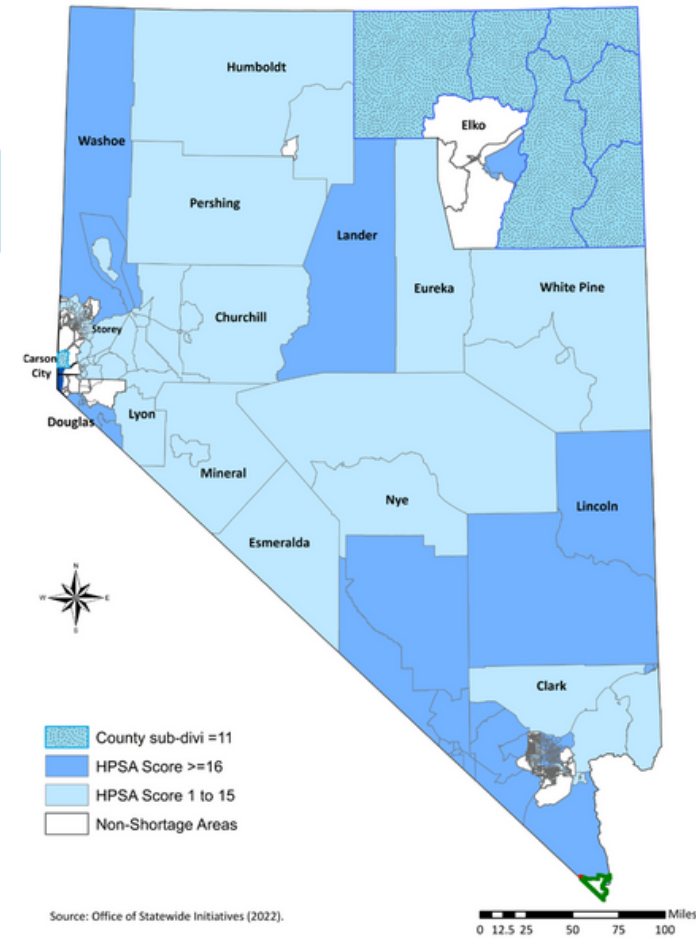 Humboldt
Elko
Washoe
Pershing
Lander
Eureka
White Pine
Churchill
Storey
Carson
City
Lyon
Douglas
Mineral
Nye
Lincoln
Esmeralda
N
W E
S
Clark
County sub-divi =11
HPSA Score >=16
HPSA Score 1 to 15
Non-Shortage Areas
Source: Office of Statewide Initiatives (2022).
Miles
0 12.5 25 50 75 100